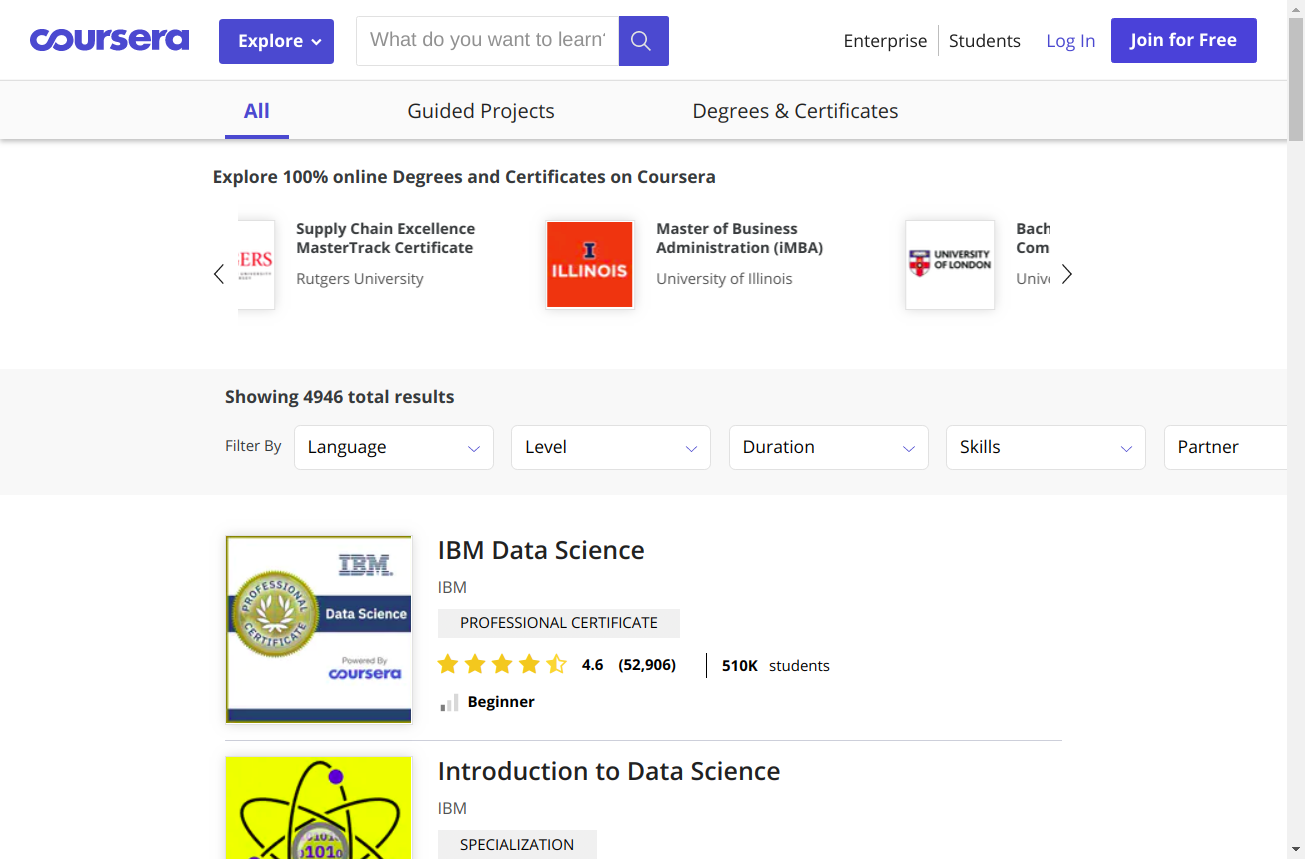 coursera
Explore
What do you want to learn?
Enterprise
Students
Log In
Join for Free
All
Guided Projects
Degrees & Certificates
Explore 100% online Degrees and Certificates on Coursera
ERS
Supply Chain Excellence
MasterTrack Certificate
Rutgers University
I
ILLINOIS
Master of Business
Administration (iMBA)
University of Illinois
UNIVERSITY
OF LONDON
Bach
Com
Unive
Showing 4946 total results
Filter By
Language
Level
Duration
Skills
Partner
IBM
PROFESSIONAL CERTIFICATE
Data Science
Powered By
coursera
IBM Data Science
IBM
PROFESSIONAL CERTIFICATE
4.6 (52,906) 510K students
Beginner
Introduction to Data Science
IBM
SPECIALIZATION